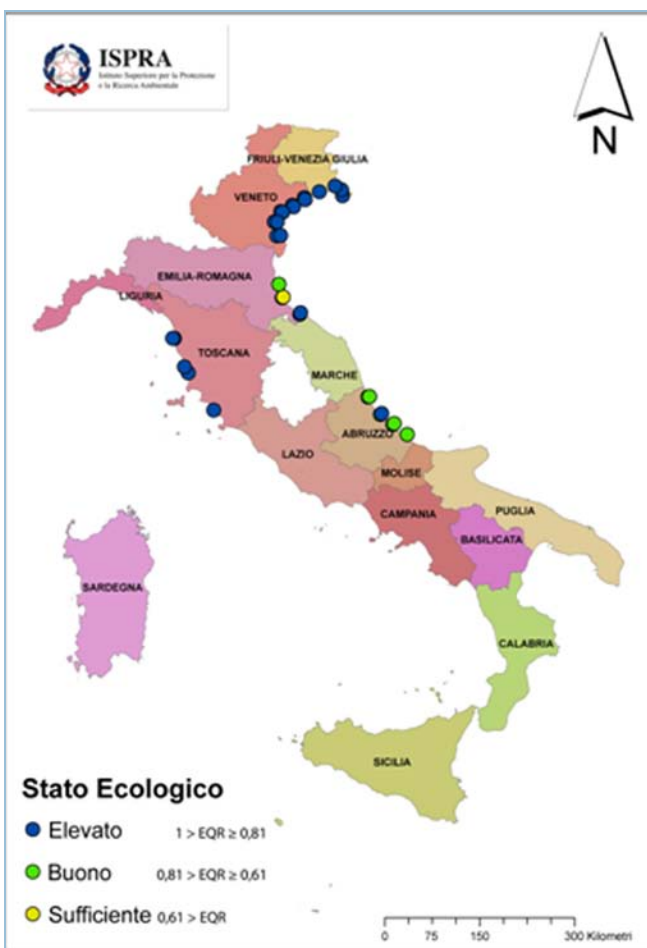 ISPRA
Istituto Superiore per la Protezione
e la Ricerca Ambientale
N
FRIULI-VENEZIA GIULIA
VENETO
EMILIA-ROMAGNA
LIGURIA
TOSCANA
MARCHE
ABRUZZO
LAZIO
MOLISE
CAMPANIA
PUGLIA
BASILICATA
SARDEGNA
CALABRIA
SICILIA
Stato Ecologico
Elevato 1 > EQR ≥ 0,81
Buono 0,81 > EQR ≥ 0,61
Sufficiente 0,61 > EQR
0 75 150 300 Kilometri